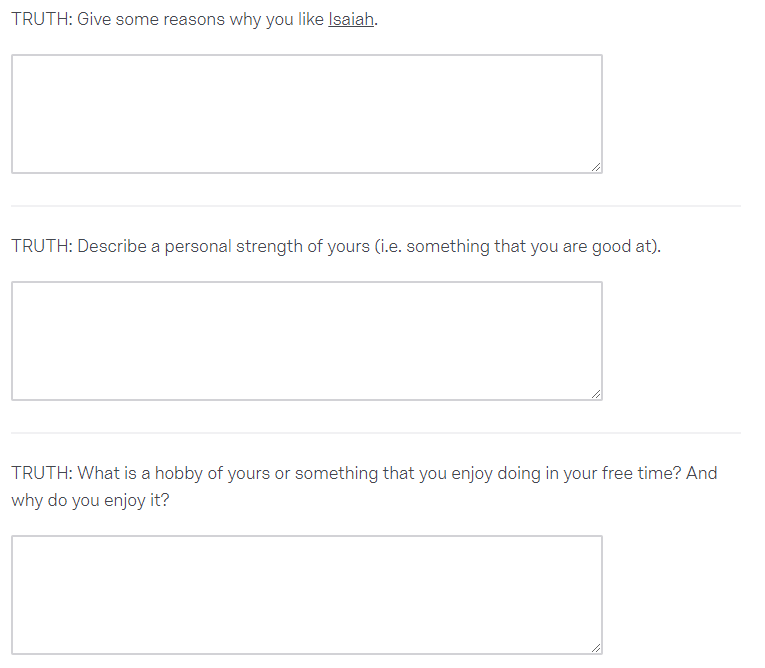 TRUTH: Give some reasons why you like Isaiah.
TRUTH: Describe a personal strength of yours (i.e. something that you are good at).
TRUTH: What is a hobby of yours or something that you enjoy doing in your free time? And
why do you enjoy it?